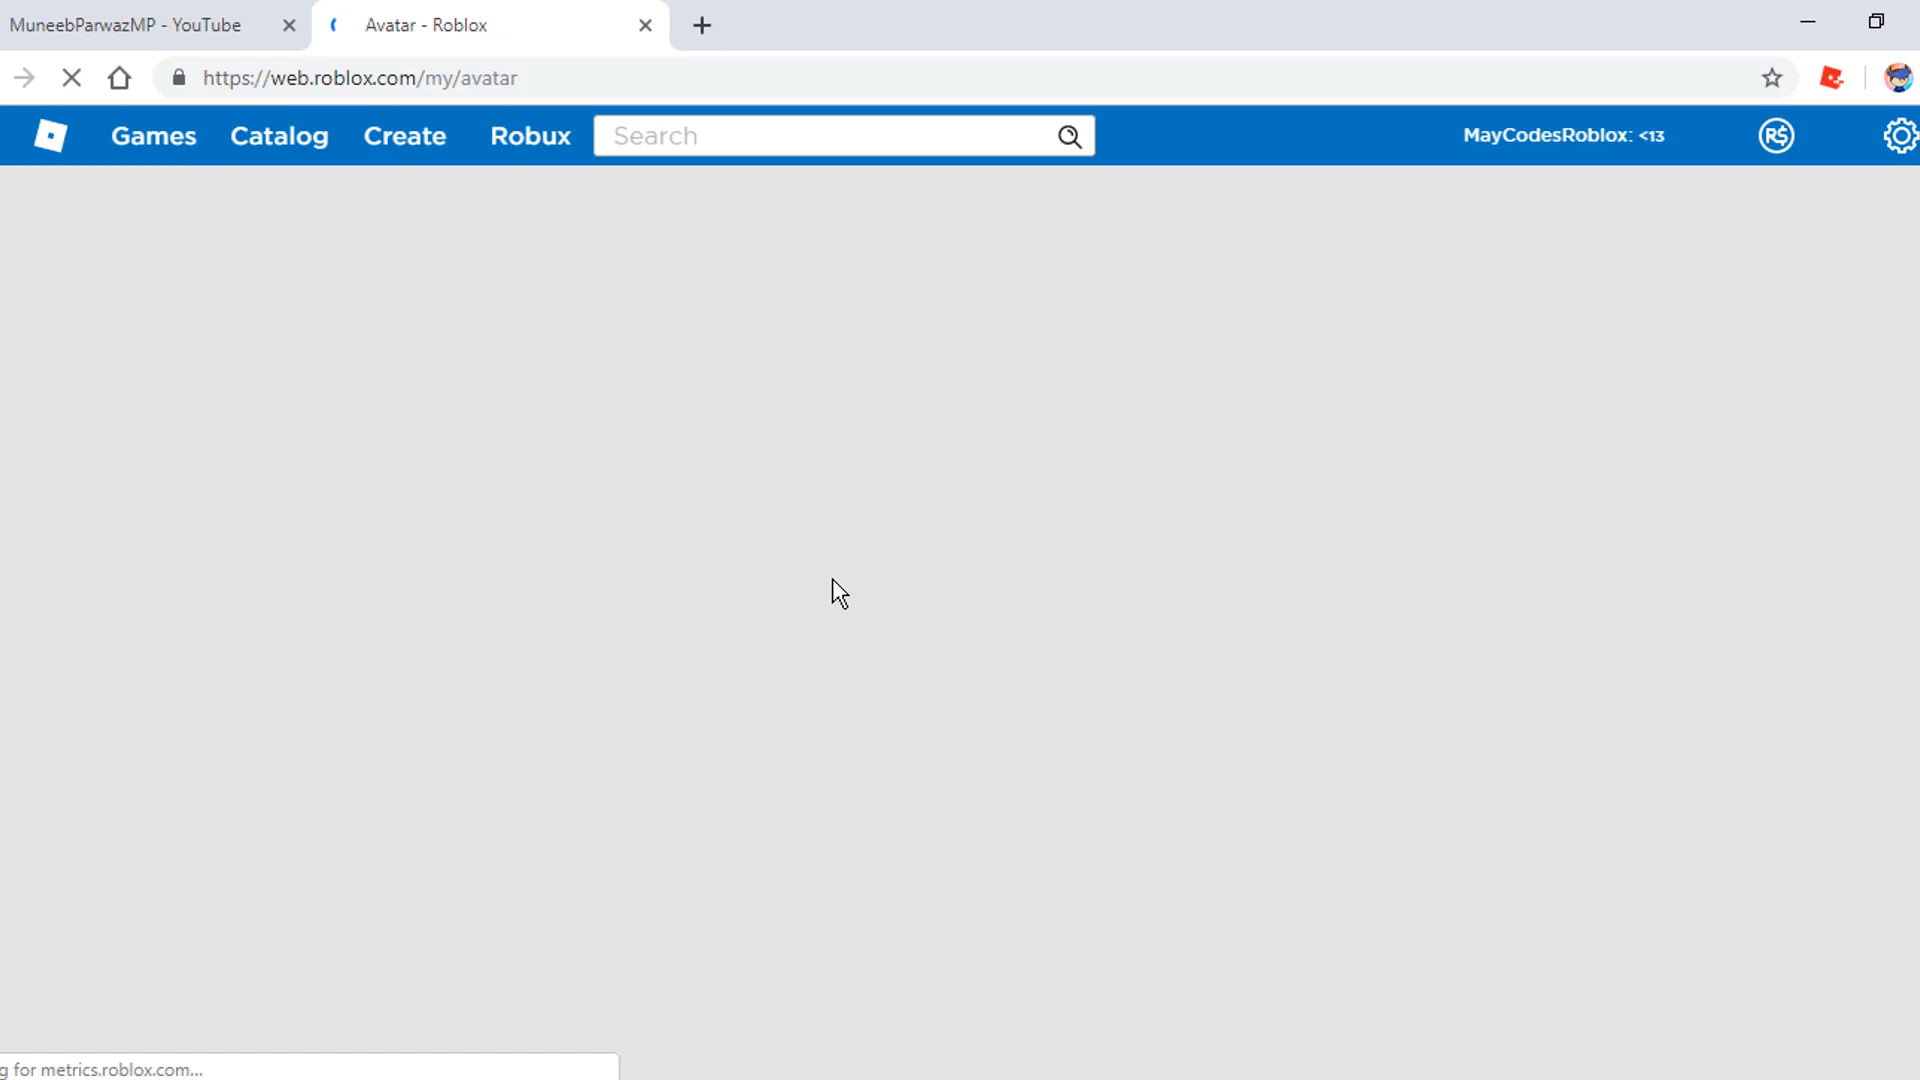 MuneebParwazMP - YouTube
Avatar - Roblox
https://web.roblox.com/my/avatar
Games Catalog Create Robux Search MayCodesRoblox: <13 R$
g for metrics.roblox.com...